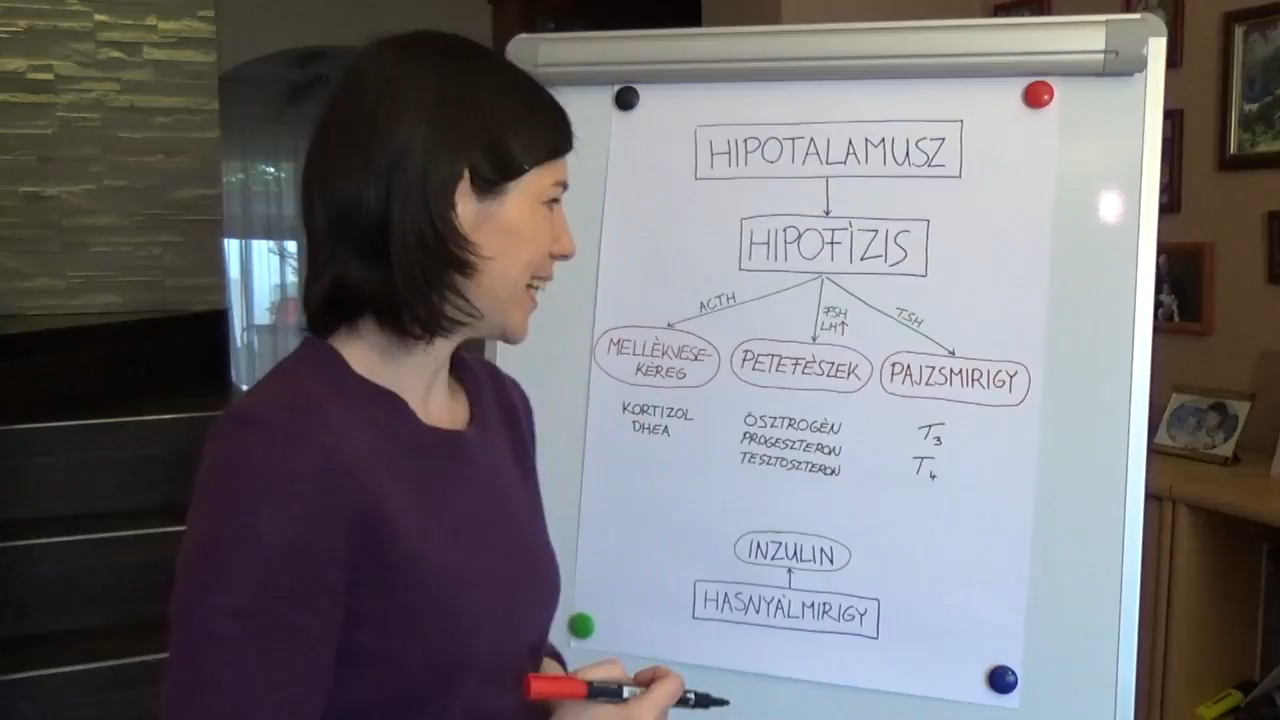 HIPOTALAMUSZ
HIPOFÍZIS
ACTH
FSH
LH↑
TSH
MELLÉKVESE-
KÉREG
PETEFÉSZEK
PAJZSMIRIGY
KORTIZOL
DHEA
ÖSZTROGÉN
PROGESZTERON
TESZTOSZTERON
T₃
T₄
INZULIN
HASNYÁLMIRIGY